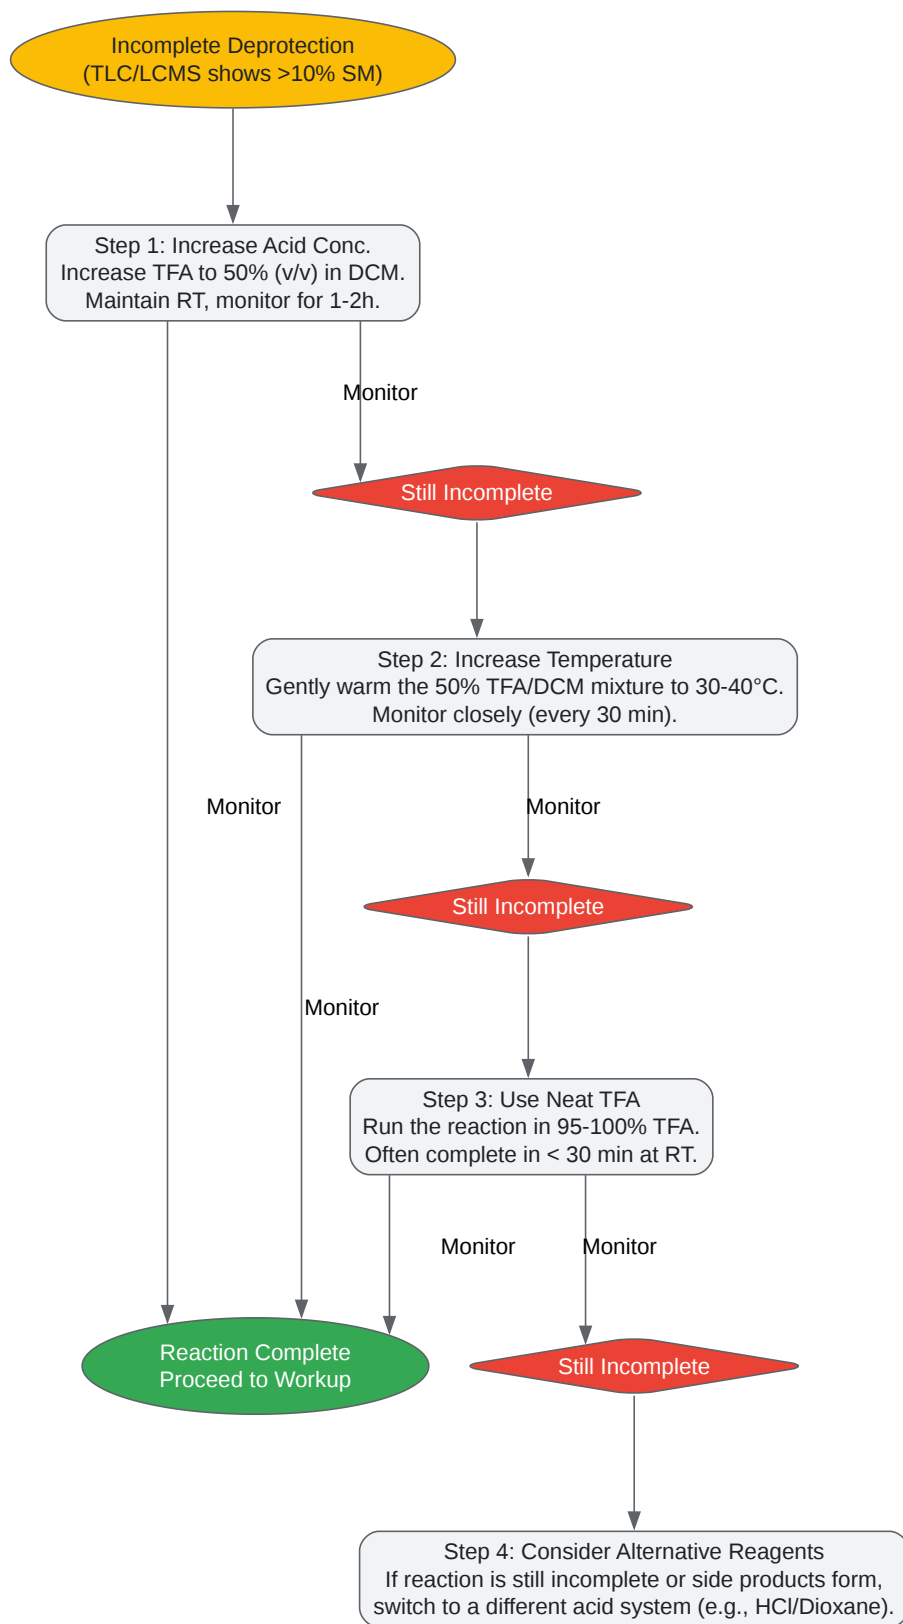 Incomplete Deprotection
(TLC/LCMS shows >10% SM)
Step 1: Increase Acid Conc.
Increase TFA to 50% (v/v) in DCM.
Maintain RT, monitor for 1-2h.
Monitor
Still Incomplete
Step 2: Increase Temperature
Gently warm the 50% TFA/DCM mixture to 30-40°C.
Monitor closely (every 30 min).
Monitor
Monitor
Still Incomplete
Monitor
Step 3: Use Neat TFA
Run the reaction in 95-100% TFA.
Often complete in < 30 min at RT.
Monitor
Monitor
Reaction Complete
Proceed to Workup
Still Incomplete
Step 4: Consider Alternative Reagents
If reaction is still incomplete or side products form,
switch to a different acid system (e.g., HCl/Dioxane).